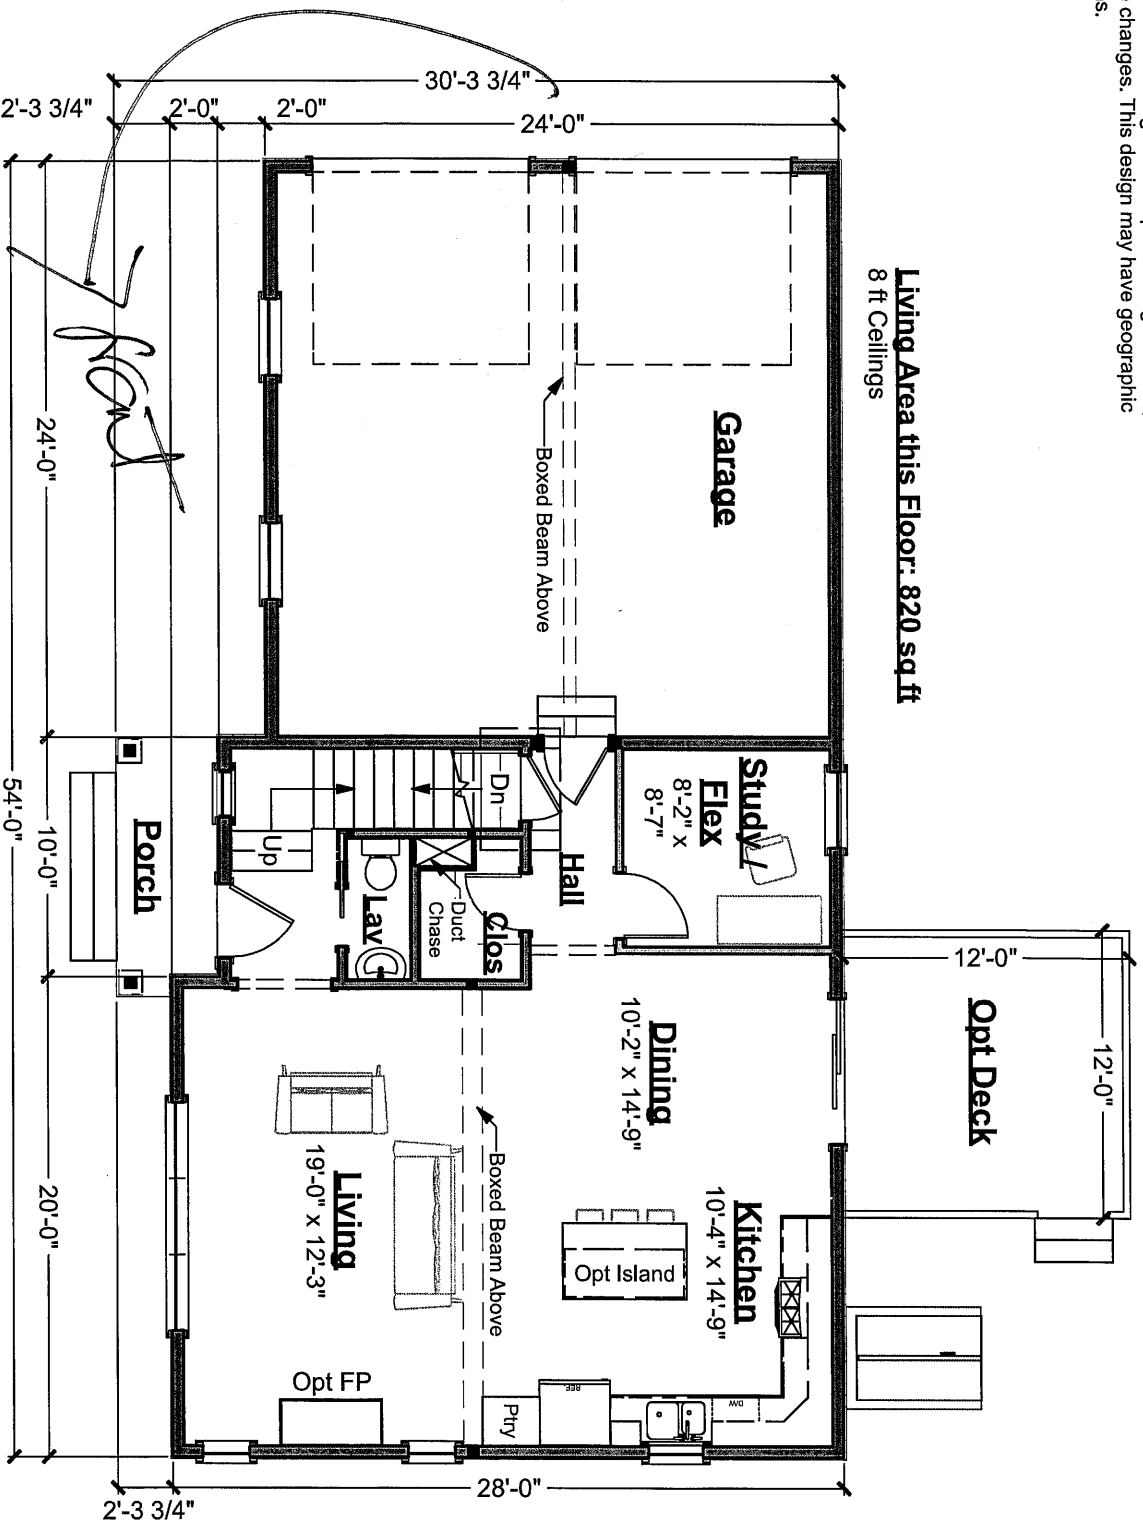 changes. This design may have geographic
s.
Living Area this Floor: 820 sq ft
8 ft Ceilings
12'-0"
12'-0"
Opt Deck
30'-3 3/4"
24'-0"
2'-0"
2'-0"
2'-3 3/4"
Garage
Boxed Beam Above
Study /
Flex
8'-2" x
8'-7"
Hall
Dn
Up
Clos
Duct
Chase
Lav
Dining
10'-2" x 14'-9"
Kitchen
10'-4" x 14'-9"
Opt Island
D/W
REF.
Ptry
Boxed Beam Above
Living
19'-0" x 12'-3"
Opt FP
28'-0"
2'-3 3/4"
Porch
24'-0"
10'-0"
20'-0"
54'-0"